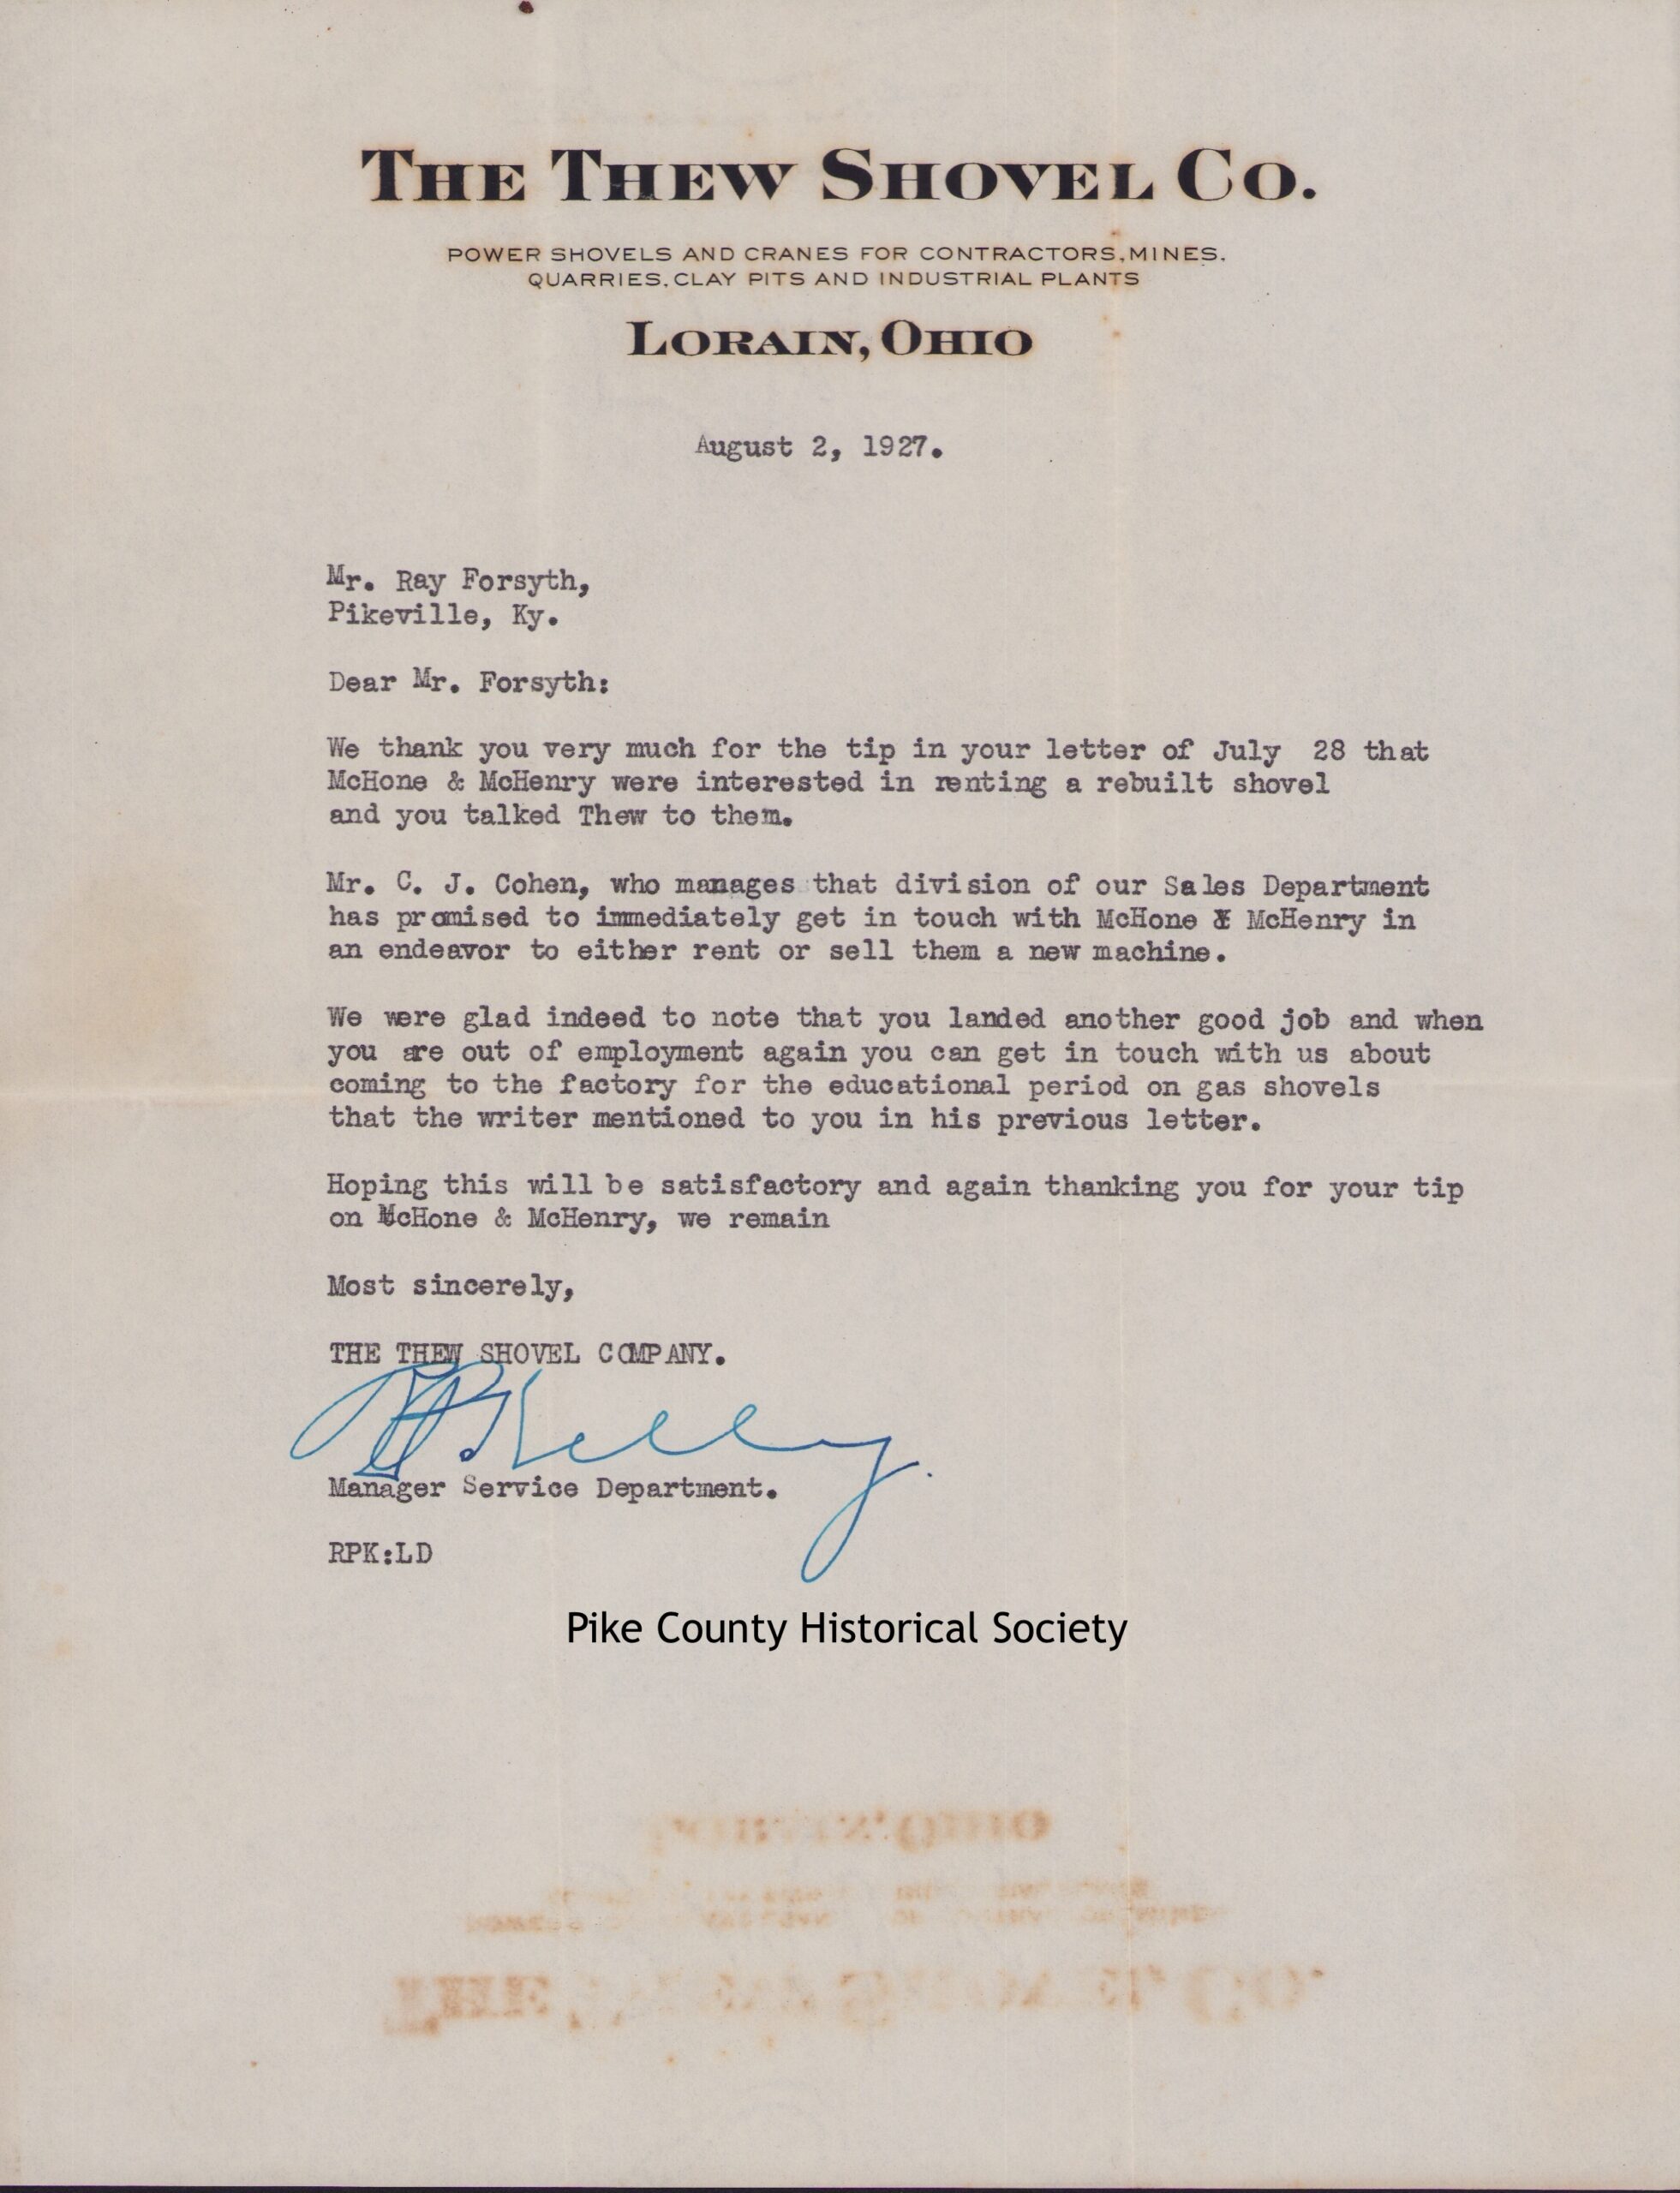 THE THEW SHOVEL CO.
POWER SHOVELS AND CRANES FOR CONTRACTORS, MINES,
QUARRIES, CLAY PITS AND INDUSTRIAL PLANTS
LORAIN, OHIO
August 2, 1927.
Mr. Ray Forsyth,
Pikeville, Ky.
Dear Mr. Forsyth:
We thank you very much for the tip in your letter of July 28 that
McHone & McHenry were interested in renting a rebuilt shovel
and you talked Thew to them.
Mr. C. J. Cohen, who manages that division of our Sales Department
has promised to immediately get in touch with McHone & McHenry in
an endeavor to either rent or sell them a new machine.
We were glad indeed to note that you landed another good job and when
you are out of employment again you can get in touch with us about
coming to the factory for the educational period on gas shovels
that the writer mentioned to you in his previous letter.
Hoping this will be satisfactory and again thanking you for your tip
on McHone & McHenry, we remain
Most sincerely,
THE THEW SHOVEL COMPANY.
RP Kelly.
Manager Service Department.
RPK:LD
Pike County Historical Society